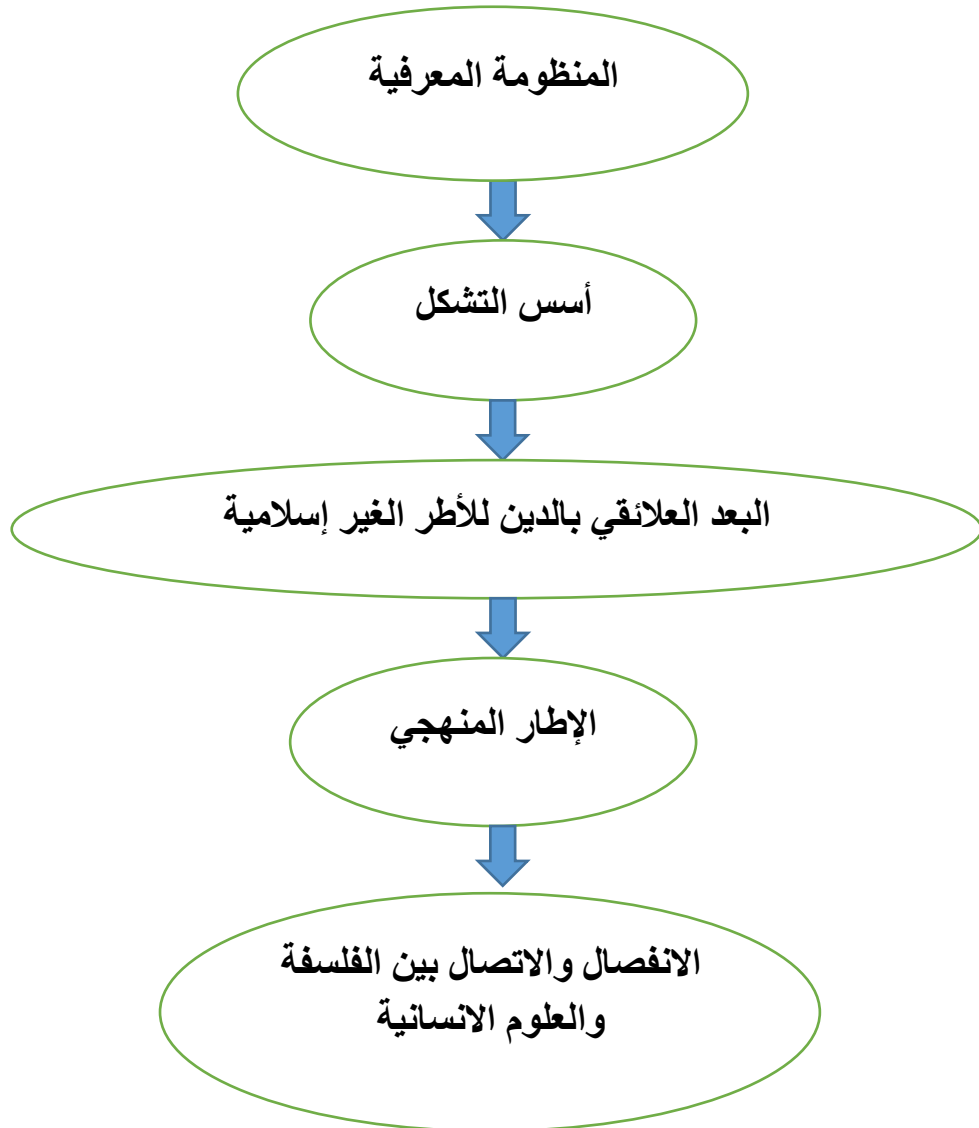 المنظومة المعرفية
أسس التشكل
البعد العلائقي بالدين للأطر الغير إسلامية
الإطار المنهجي
الانفصال والاتصال بين الفلسفة
والعلوم الانسانية